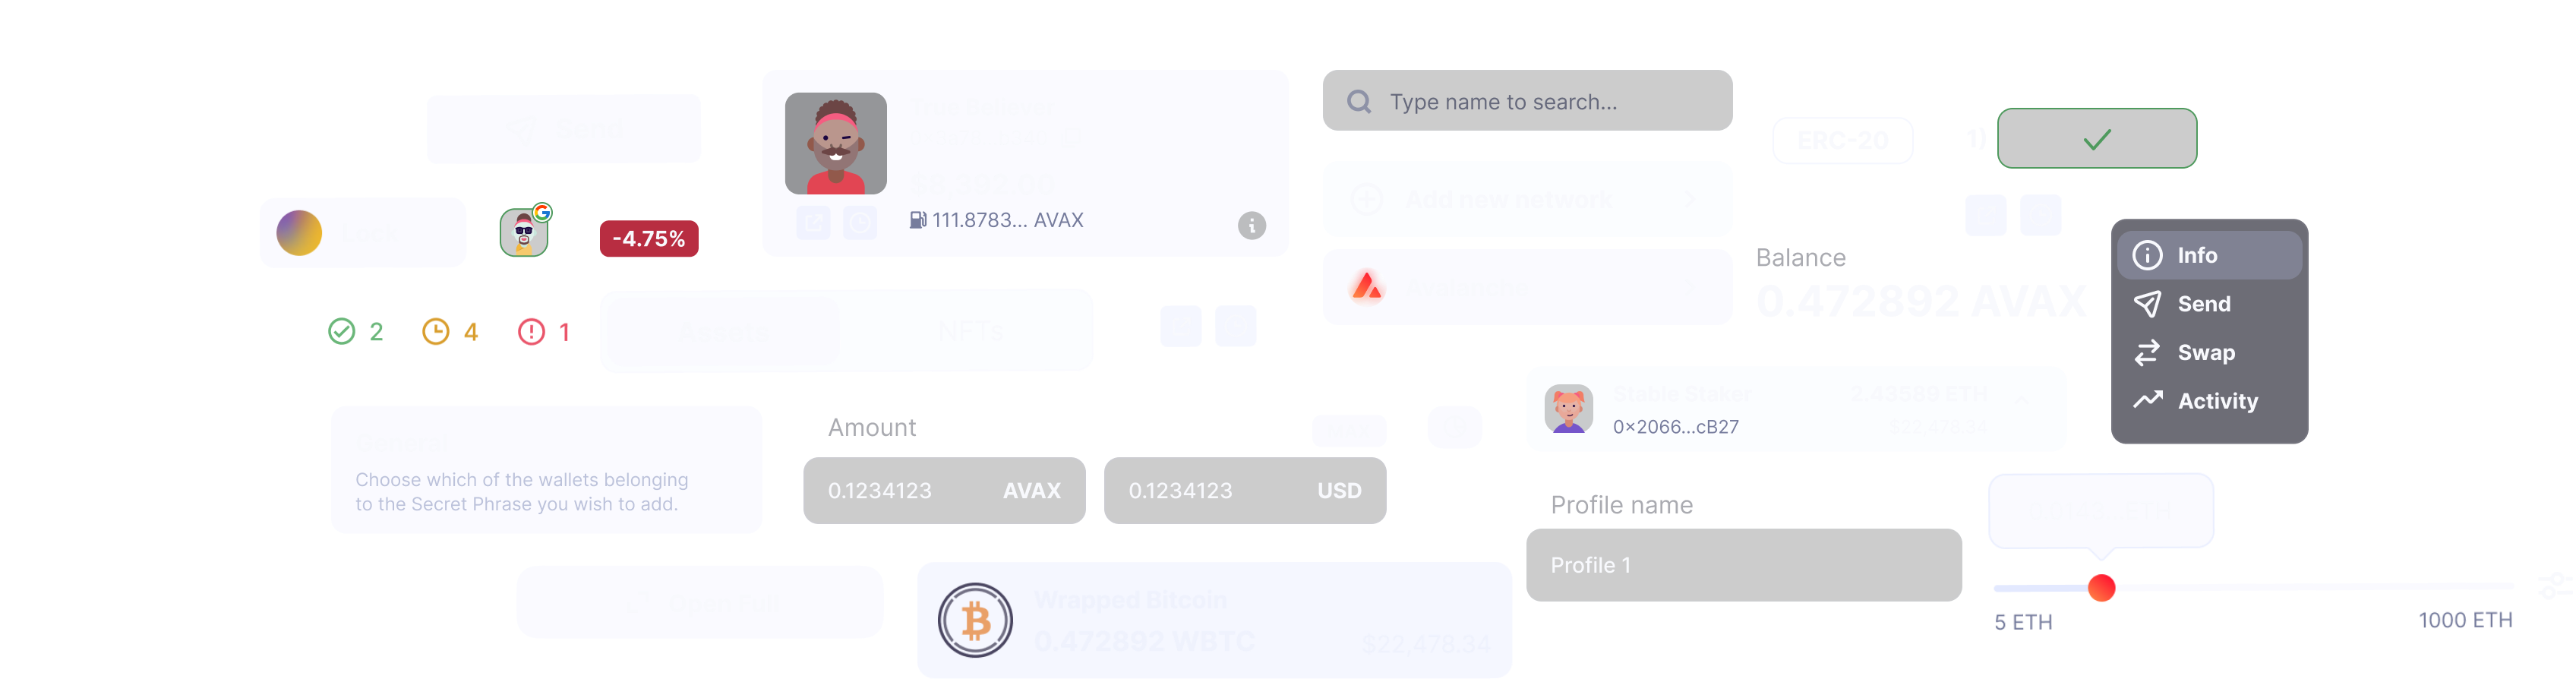 Send
True Believer
$8,392.00
111.8783... AVAX
Lock
-4.75%
2
4
1
Assets
NFTs
Type name to search...
Add new network
Avalanche
ERC-20
1)
Balance
0.472892 AVAX
Info
Send
Swap
Activity
General
Choose which of the wallets belonging
to the Secret Phrase you wish to add.
Amount
MAX
0.1234123 AVAX
0.1234123 USD
Stable Staker
2.43589 ETH
0x2066...cB27
$22,478.34
Profile name
Profile 1
5 ETH
1000 ETH
Open Full
Wrapped Bitcoin
0.472892 WBTC
$22,478.34